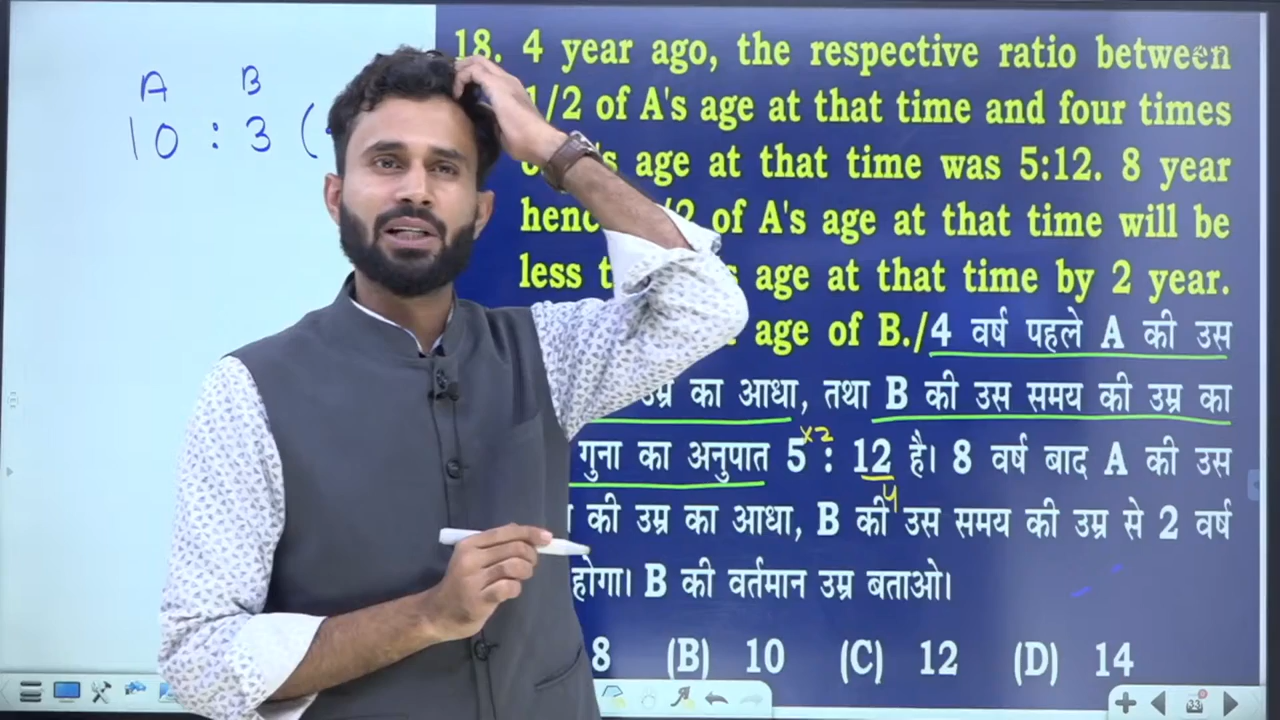 A B
10 : 3 (
18. 4 year ago, the respective ratio between
1/2 of A's age at that time and four times
age at that time was 5:12. 8 year
of A's age at that time will be
less age at that time by 2 year.
age of B./4 वर्ष पहले A की उस
उम्र का आधा, तथा B की उस समय की उम्र का
गुना का अनुपात 5 : 12 है। 8 वर्ष बाद A की उस
×2
4
की उम्र का आधा, B की उस समय की उम्र से 2 वर्ष
होगा। B की वर्तमान उम्र बताओ।
8 (B) 10 (C) 12 (D) 14